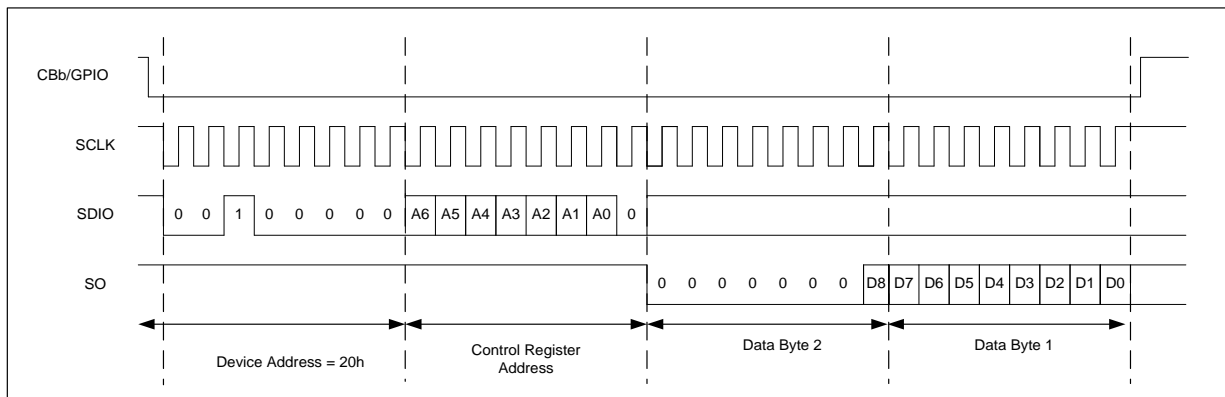 CBb/GPIO
SCLK
SDIO
0 0 1 0 0 0 0 0 A6 A5 A4 A3 A2 A1 A0 0
SO
0 0 0 0 0 0 0 D8 D7 D6 D5 D4 D3 D2 D1 D0
Device Address = 20h
Control Register
Address
Data Byte 2
Data Byte 1